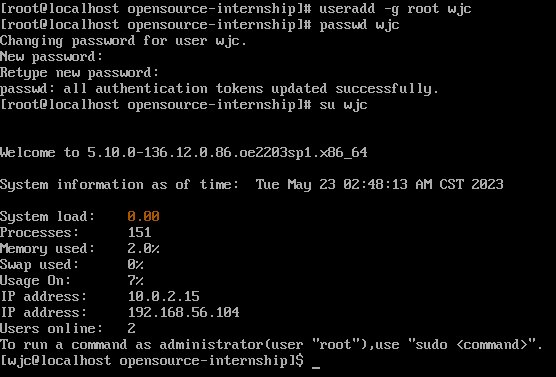 [root@localhost opensource-internship]# useradd -g root wjc
[root@localhost opensource-internship]# passwd wjc
Changing password for user wjc.
New password:
Retype new password:
passwd: all authentication tokens updated successfully.
[root@localhost opensource-internship]# su wjc
Welcome to 5.10.0-136.12.0.86.oe2203sp1.x86_64
System information as of time:  Tue May 23 02:48:13 AM CST 2023
System load:    0.00
Processes:      151
Memory used:    2.0%
Swap used:      0%
Usage On:       7%
IP address:     10.0.2.15
IP address:     192.168.56.104
Users online:   2
To run a command as administrator(user "root"),use "sudo <command>".
[wjc@localhost opensource-internship]$ _